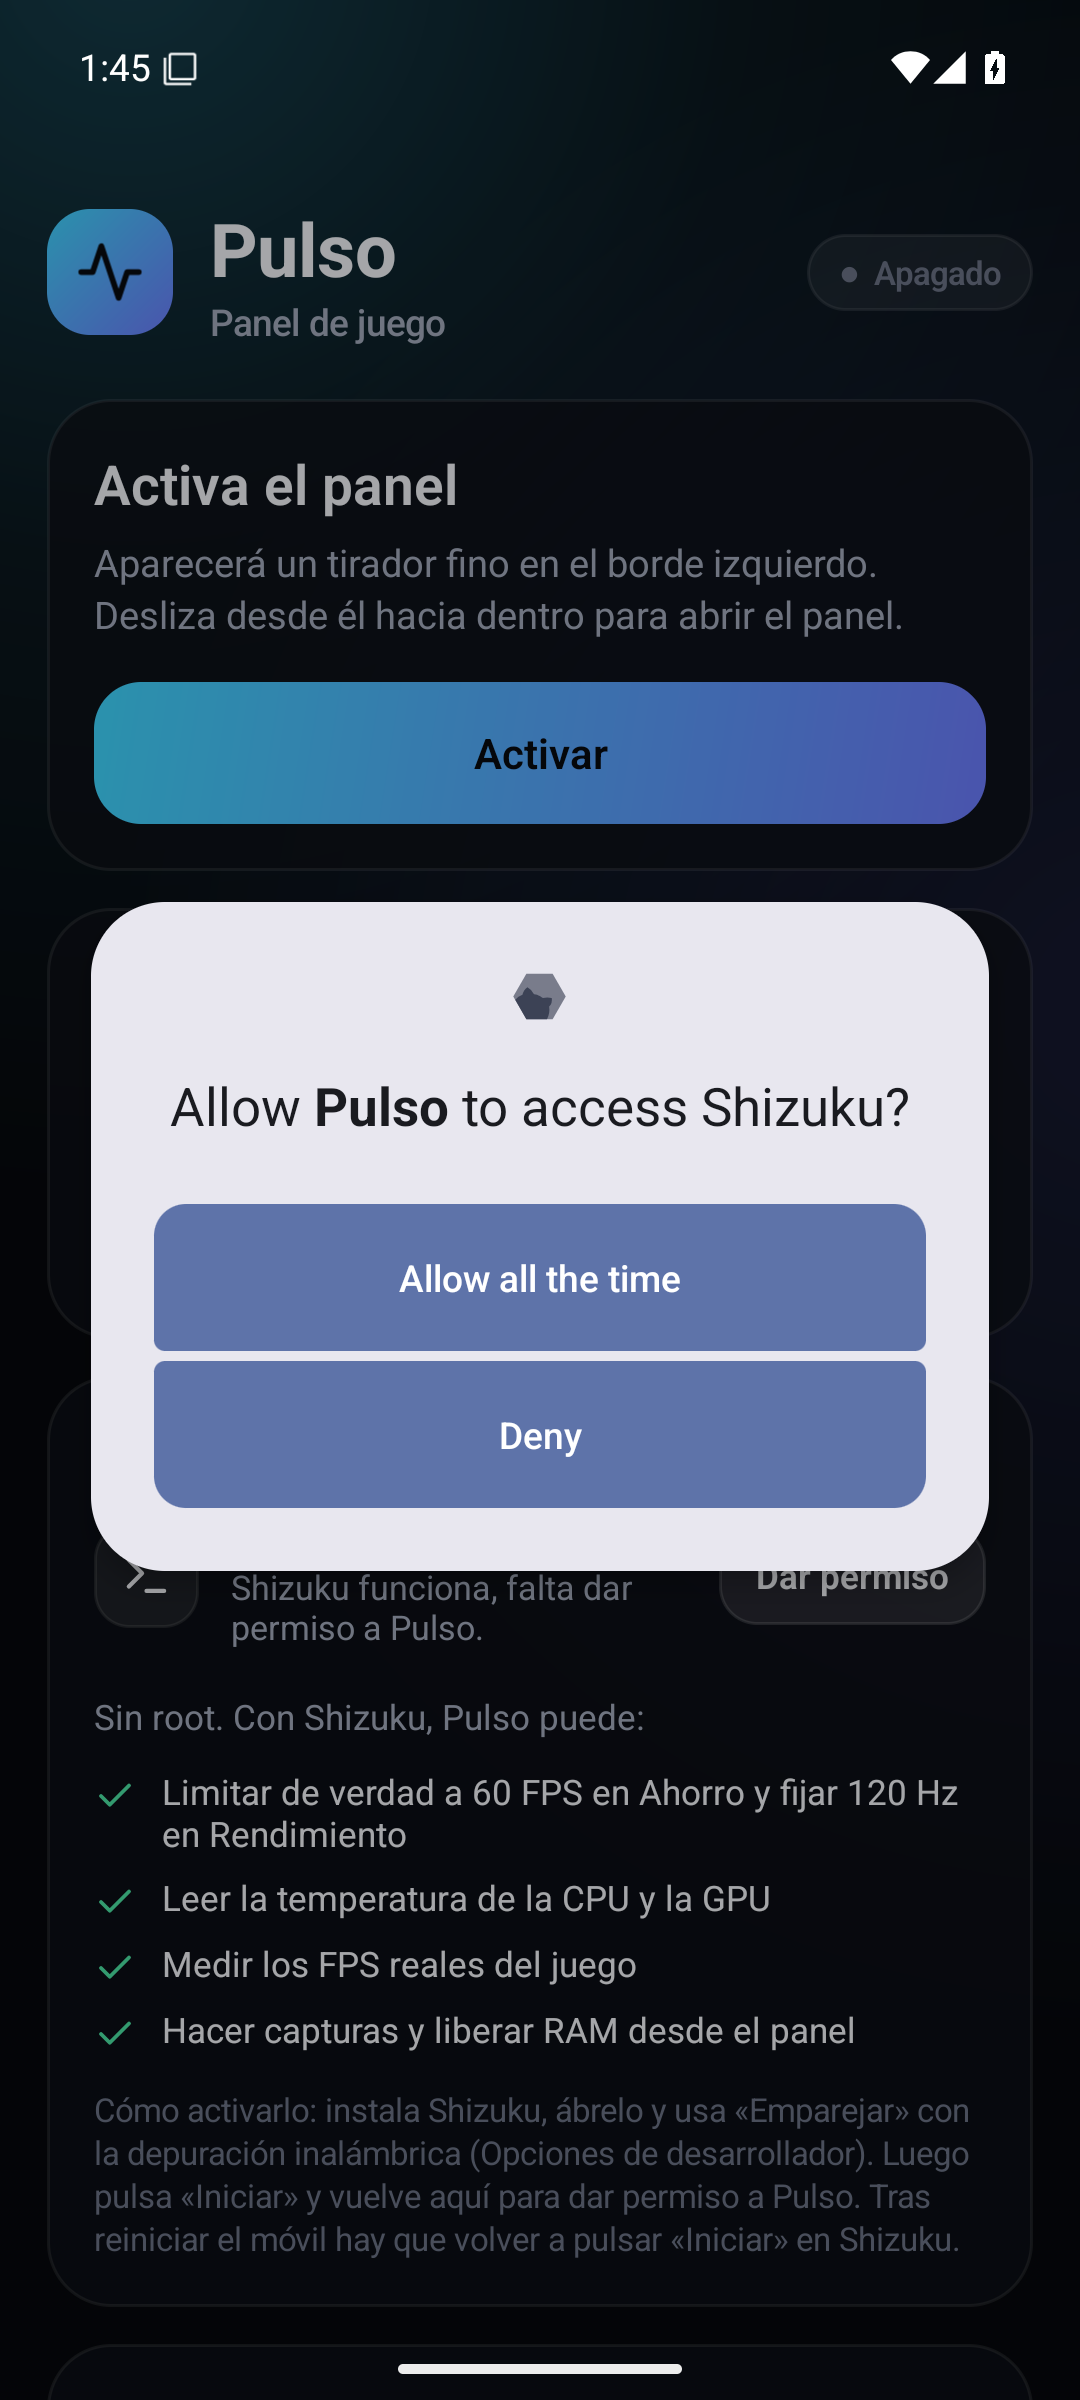 1:45
Pulso
Panel de juego
Apagado
Activa el panel
Aparecerá un tirador fino en el borde izquierdo.
Desliza desde él hacia dentro para abrir el panel.
Activar
Allow Pulso to access Shizuku?
Allow all the time
Deny
Shizuku funciona, falta dar
permiso a Pulso.
Dar permiso
Sin root. Con Shizuku, Pulso puede:
Limitar de verdad a 60 FPS en Ahorro y fijar 120 Hz
en Rendimiento
Leer la temperatura de la CPU y la GPU
Medir los FPS reales del juego
Hacer capturas y liberar RAM desde el panel
Cómo activarlo: instala Shizuku, ábrelo y usa «Emparejar» con
la depuración inalámbrica (Opciones de desarrollador). Luego
pulsa «Iniciar» y vuelve aquí para dar permiso a Pulso. Tras
reiniciar el móvil hay que volver a pulsar «Iniciar» en Shizuku.